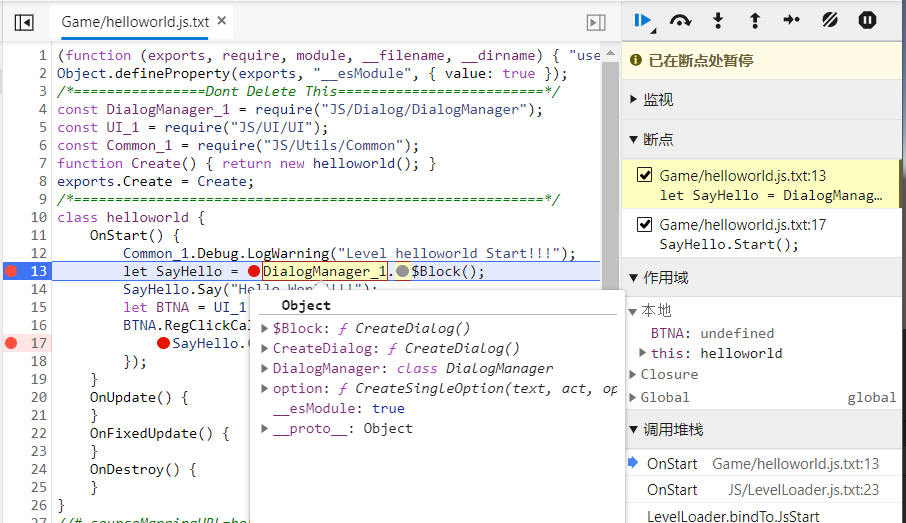 Game/helloworld.js.txt ×
1 (function (exports, require, module, __filename, __dirname) { "use
2 Object.defineProperty(exports, "__esModule", { value: true });
3 /*================Dont Delete This=========================*/
4 const DialogManager_1 = require("JS/Dialog/DialogManager");
5 const UI_1 = require("JS/UI/UI");
6 const Common_1 = require("JS/Utils/Common");
7 function Create() { return new helloworld(); }
8 exports.Create = Create;
9 /*=========================================================*/
10 class helloworld {
11 OnStart() {
12 Common_1.Debug.LogWarning("Level helloworld Start!!!");
13 let SayHello = DialogManager_1.$Block();
14 SayHello.Say("Hello World!!!");
15 let BTNA = UI_1
16 BTNA.RegClickCal
17 SayHello.
18 });
19 }
20 OnUpdate() {
21 }
22 OnFixedUpdate() {
23 }
24 OnDestroy() {
25 }
26 }
27
Object
$Block: ƒ CreateDialog()
CreateDialog: ƒ CreateDialog()
DialogManager: class DialogManager
option: ƒ CreateSingleOption(text, act, op
__esModule: true
__proto__: Object
已在断点处暂停
监视
断点
Game/helloworld.js.txt:13
let SayHello = DialogManag…
Game/helloworld.js.txt:17
SayHello.Start();
作用域
本地
BTNA: undefined
this: helloworld
Closure
Global global
调用堆栈
OnStart Game/helloworld.js.txt:13
OnStart JS/LevelLoader.js.txt:23
LevelLoader.bindTo.JsStart